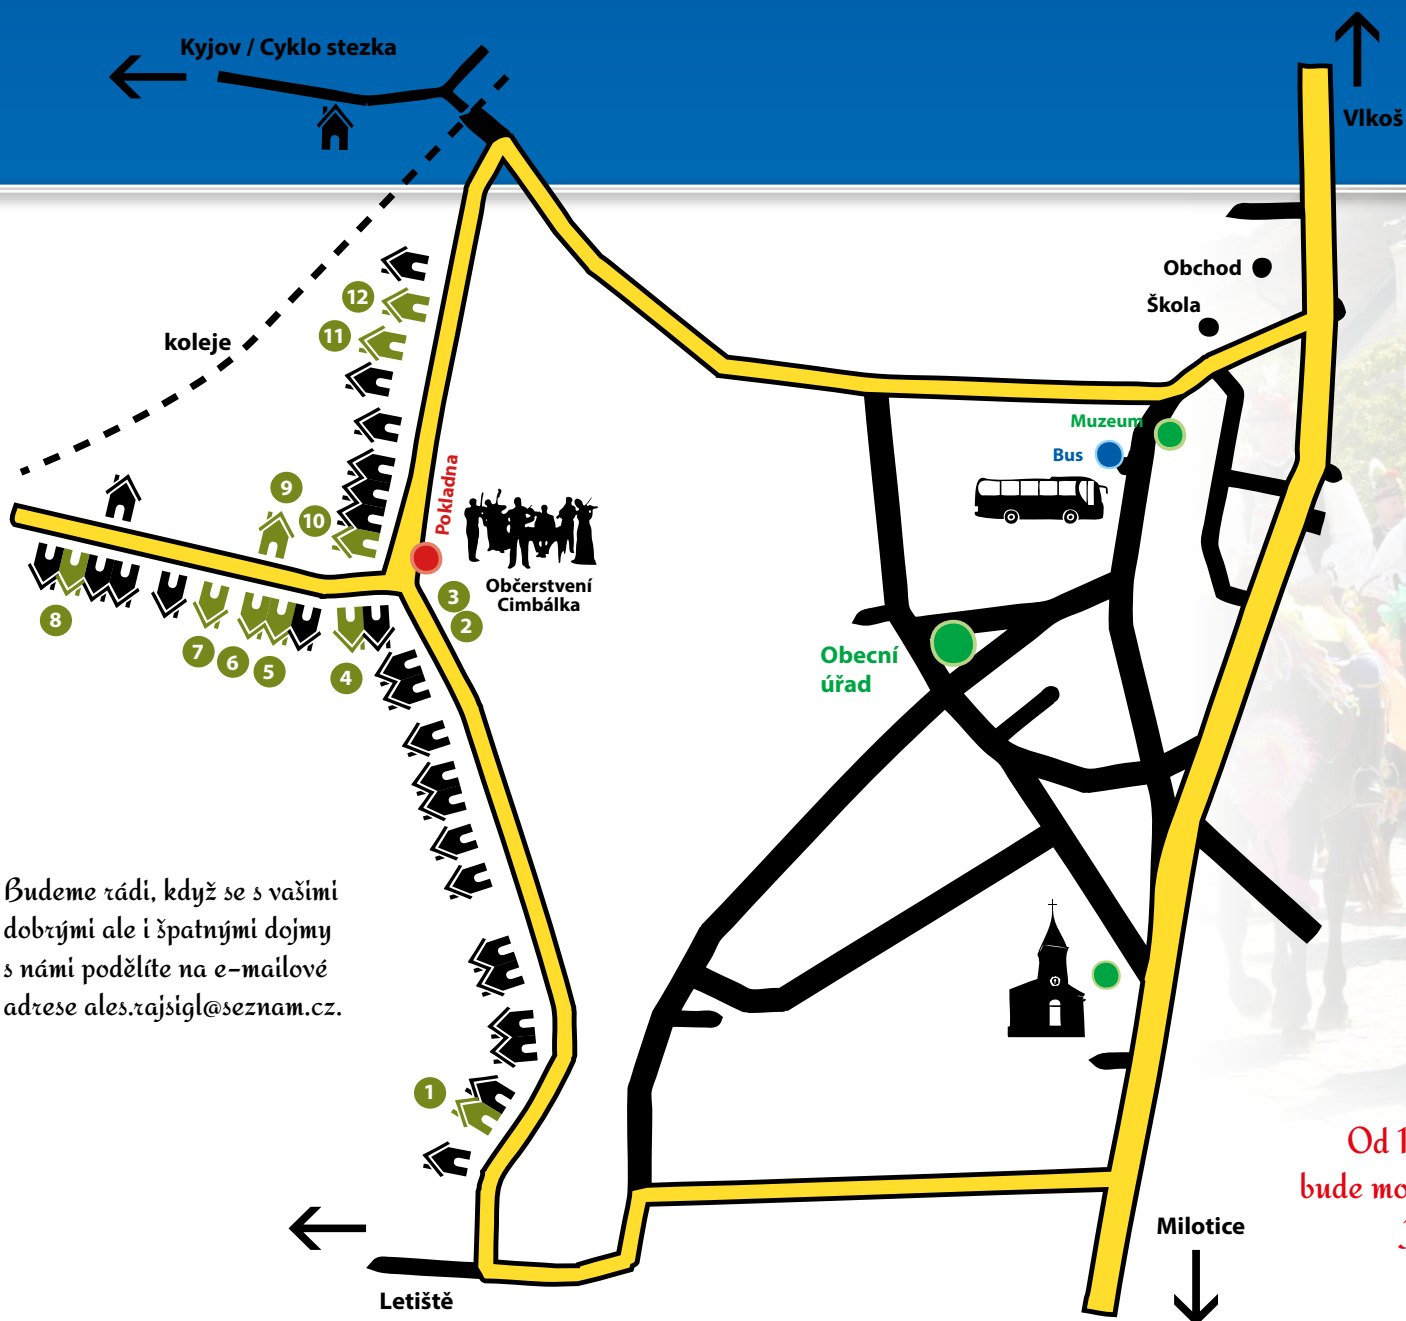 Kyjov / Cyklo stezka
Vlkoš
Obchod
Škola
12
11
koleje
Muzeum
Bus
Pokladna
9
10
Občerstvení
Cimbálka
3
2
8
7
6
5
4
Obecní
úřad
Budeme rádi, když se s vašimi
dobrými ale i špatnými dojmy
s námi podělíte na e-mailové
adrese ales.rajsigl@seznam.cz.
1
Od
bude
Milotice
Letiště